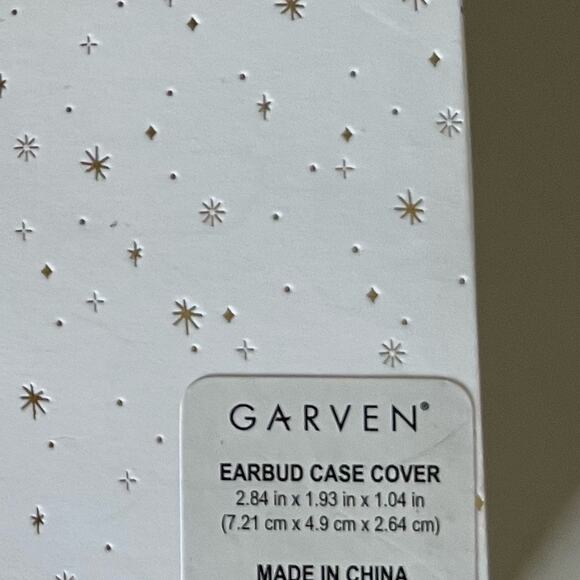 GARVEN®
EARBUD CASE COVER
2.84 in x 1.93 in x 1.04 in
(7.21 cm x 4.9 cm x 2.64 cm)
MADE IN CHINA